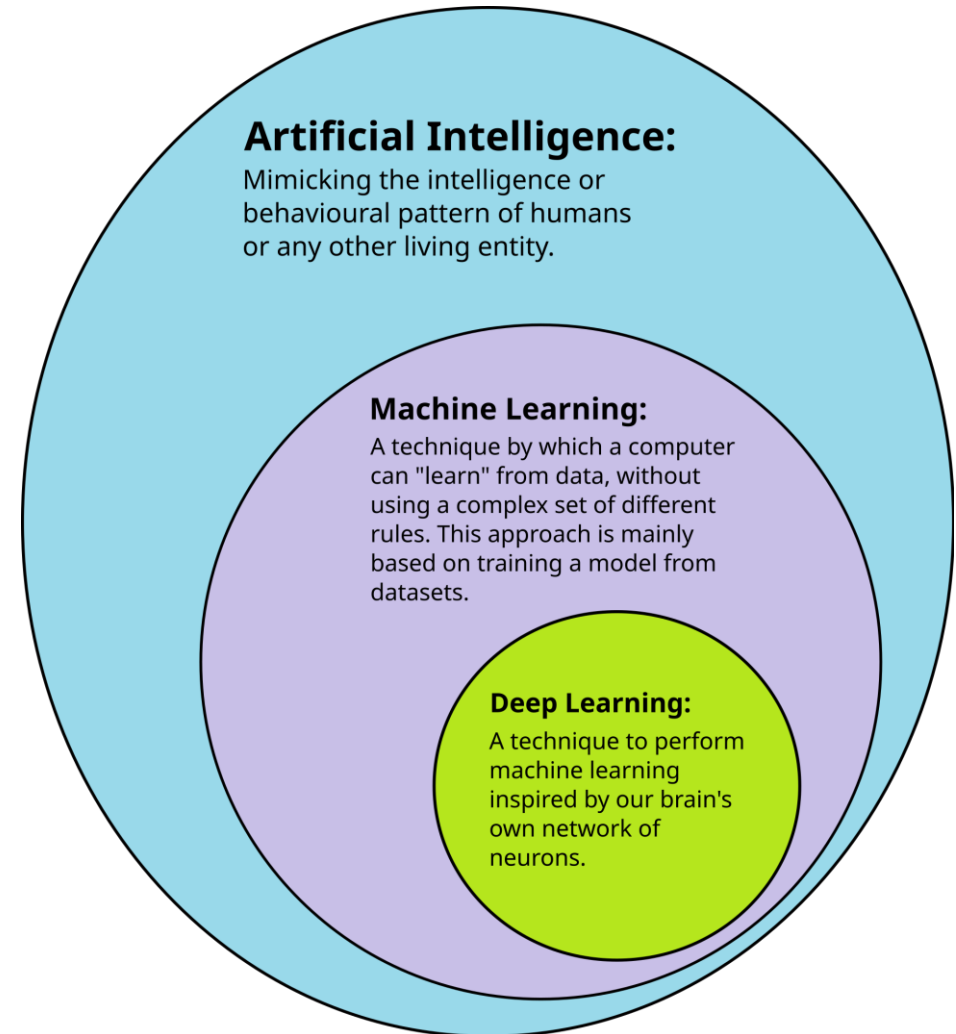 Artificial Intelligence:
Mimicking the intelligence or
behavioural pattern of humans
or any other living entity.
Machine Learning:
A technique by which a computer
can "learn" from data, without
using a complex set of different
rules. This approach is mainly
based on training a model from
datasets.
Deep Learning:
A technique to perform
machine learning
inspired by our brain's
own network of
neurons.